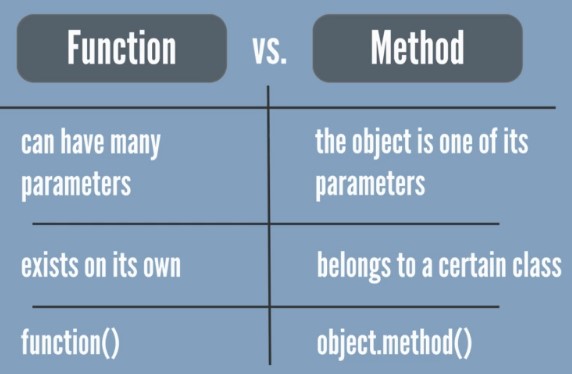 Function vs. Method
can have many
parameters
the object is one of its
parameters
exists on its own
belongs to a certain class
function()
object.method()